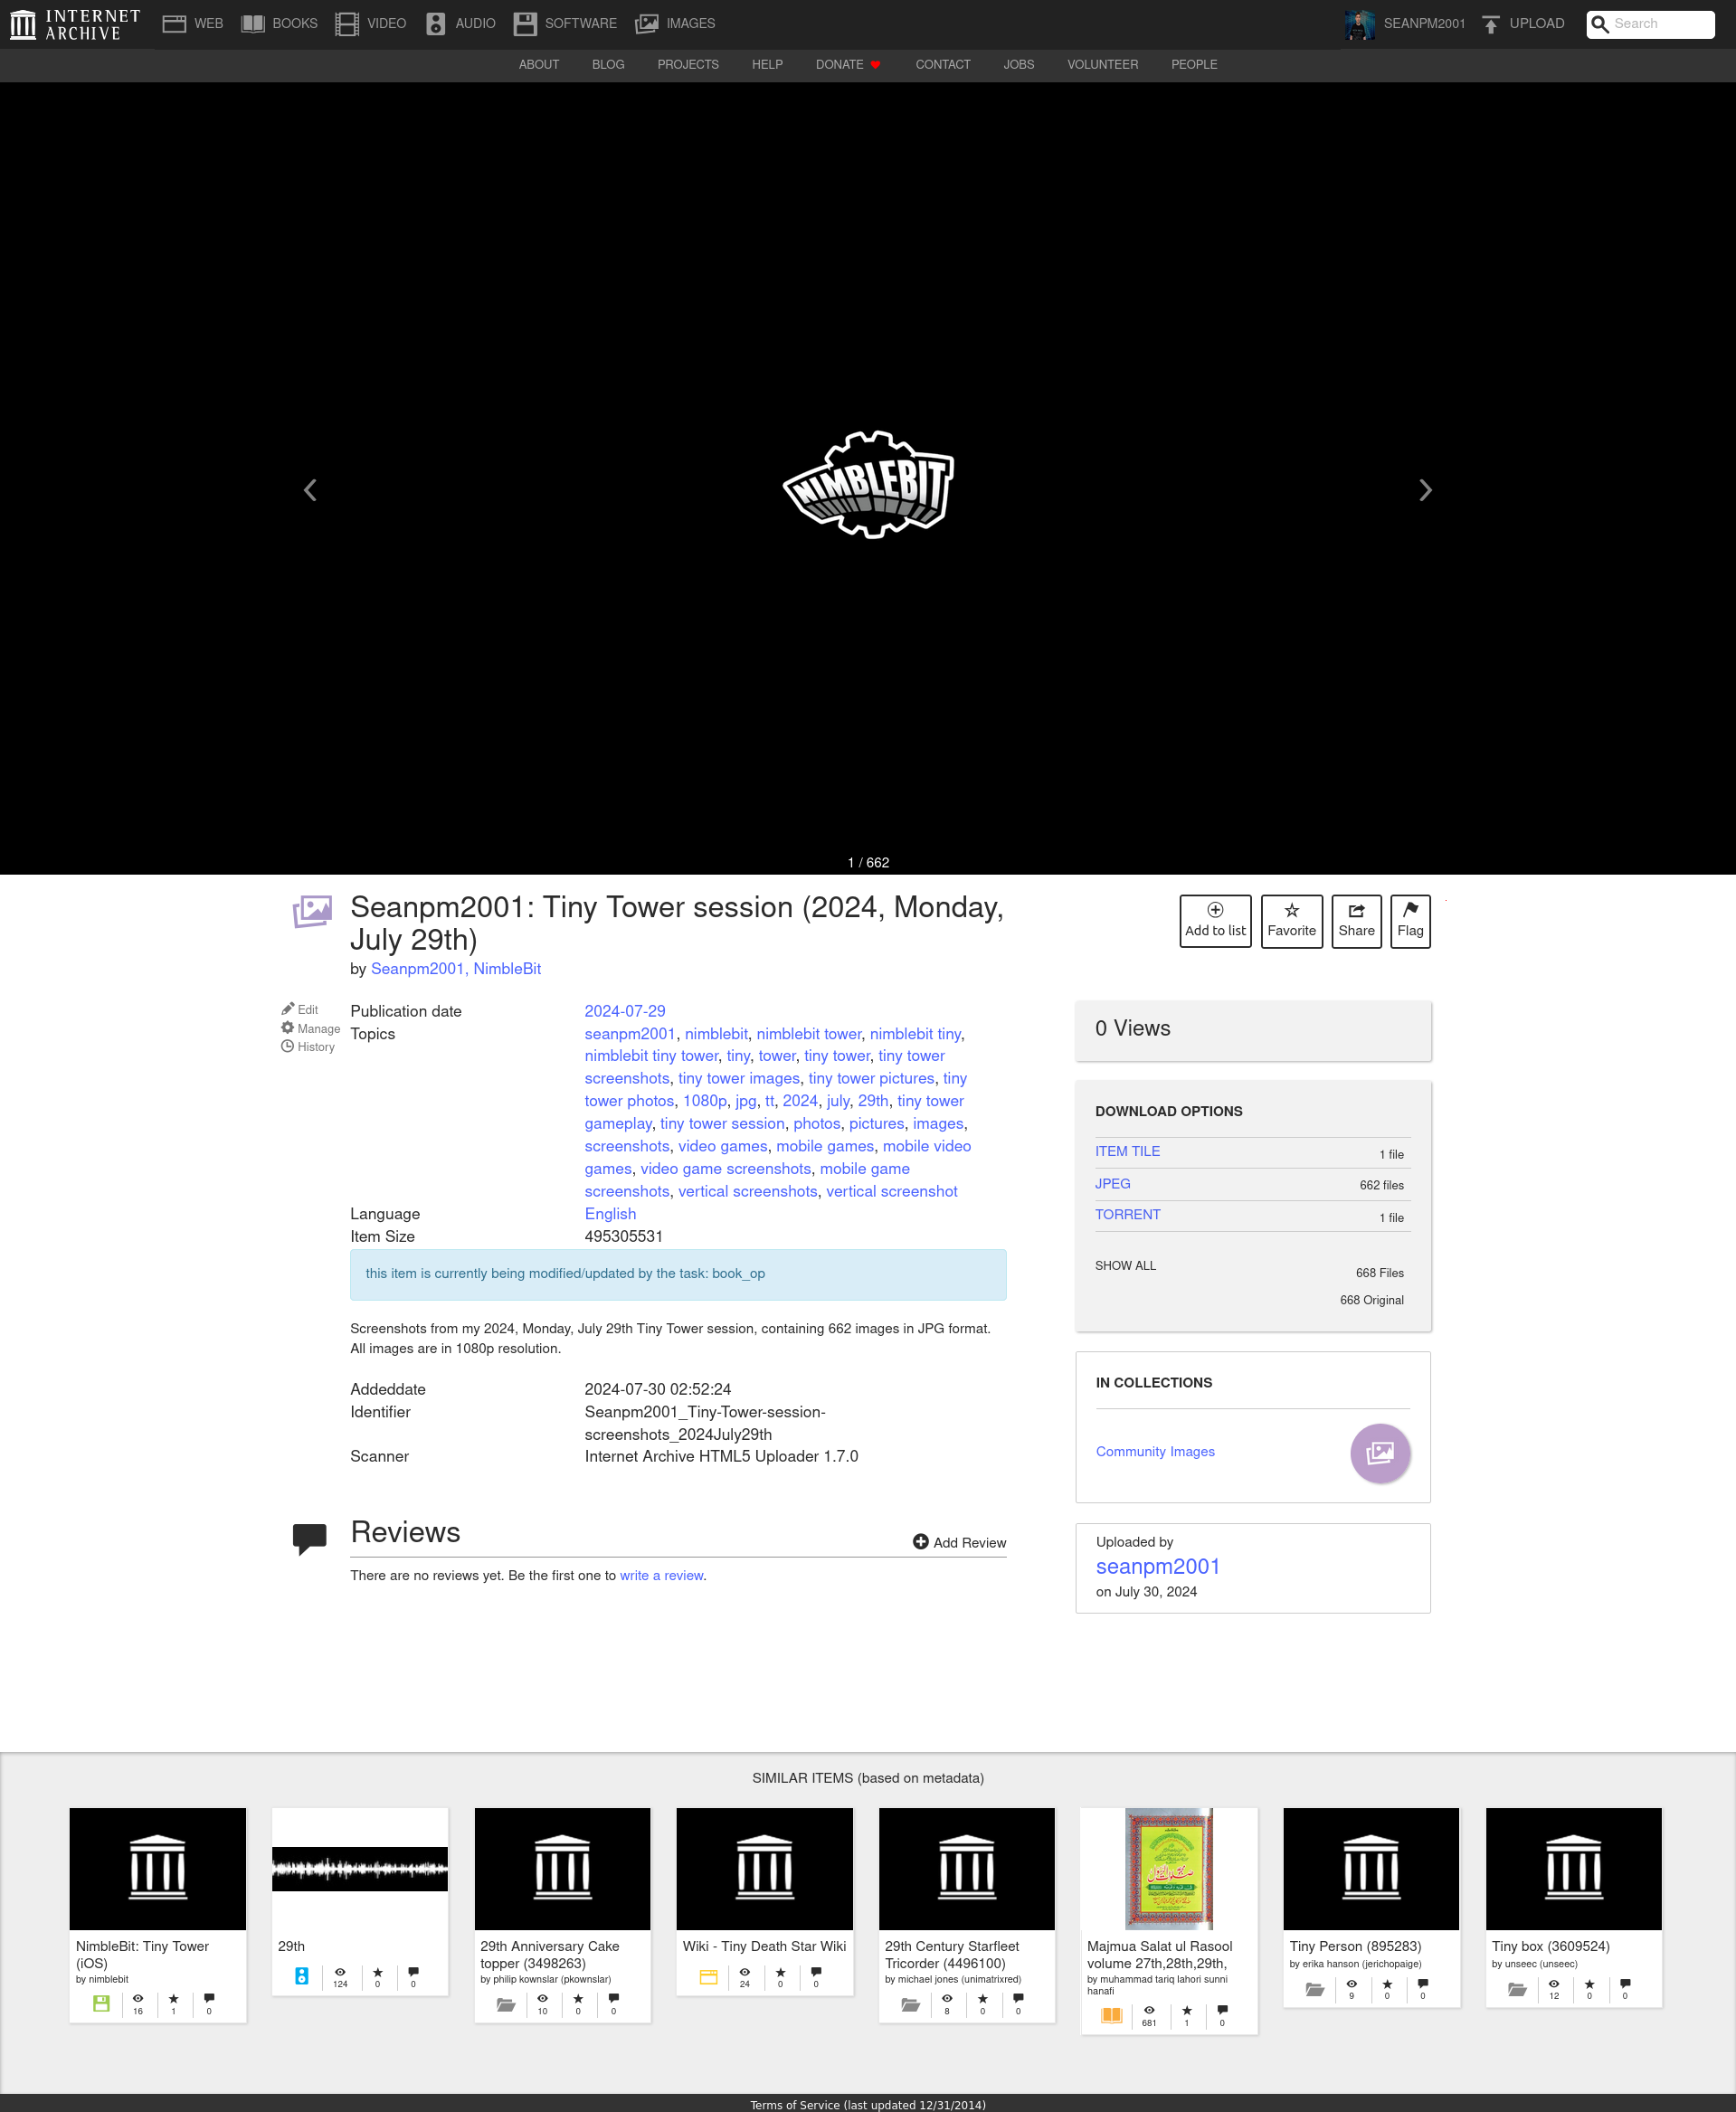 INTERNET
ARCHIVE
WEB BOOKS VIDEO AUDIO SOFTWARE IMAGES
SEANPM2001 UPLOAD Search
ABOUT BLOG PROJECTS HELP DONATE CONTACT JOBS VOLUNTEER PEOPLE
NIMBLEBIT
1 / 662
Seanpm2001: Tiny Tower session (2024, Monday,
July 29th)
by Seanpm2001, NimbleBit
Add to list Favorite Share Flag
Edit
Manage
History
Publication date 2024-07-29
Topics seanpm2001, nimblebit, nimblebit tower, nimblebit tiny,
nimblebit tiny tower, tiny, tower, tiny tower, tiny tower
screenshots, tiny tower images, tiny tower pictures, tiny
tower photos, 1080p, jpg, tt, 2024, july, 29th, tiny tower
gameplay, tiny tower session, photos, pictures, images,
screenshots, video games, mobile games, mobile video
games, video game screenshots, mobile game
screenshots, vertical screenshots, vertical screenshot
Language English
Item Size 495305531
this item is currently being modified/updated by the task: book_op
Screenshots from my 2024, Monday, July 29th Tiny Tower session, containing 662 images in JPG format.
All images are in 1080p resolution.
Addeddate 2024-07-30 02:52:24
Identifier Seanpm2001_Tiny-Tower-session-
screenshots_2024July29th
Scanner Internet Archive HTML5 Uploader 1.7.0
Reviews
Add Review
There are no reviews yet. Be the first one to write a review.
0 Views
DOWNLOAD OPTIONS
ITEM TILE 1 file
JPEG 662 files
TORRENT 1 file
SHOW ALL 668 Files
668 Original
IN COLLECTIONS
Community Images
Uploaded by
seanpm2001
on July 30, 2024
SIMILAR ITEMS (based on metadata)
NimbleBit: Tiny Tower
(iOS)
by nimblebit
16 1 0
29th
124 0 0
29th Anniversary Cake
topper (3498263)
by philip kownslar (pkownslar)
10 0 0
Wiki - Tiny Death Star Wiki
24 0 0
29th Century Starfleet
Tricorder (4496100)
by michael jones (unimatrixred)
8 0 0
Majmua Salat ul Rasool
volume 27th,28th,29th,
by muhammad tariq lahori sunni
hanafi
681 1 0
Tiny Person (895283)
by erika hanson (jerichopaige)
9 0 0
Tiny box (3609524)
by unseec (unseec)
12 0 0
Terms of Service (last updated 12/31/2014)